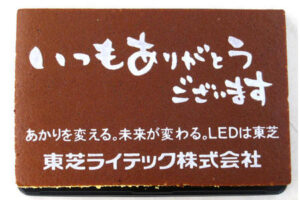 いつもありがとう
ございます
あかりを変える。未来が変わる。LEDは東芝
東芝ライテック株式会社